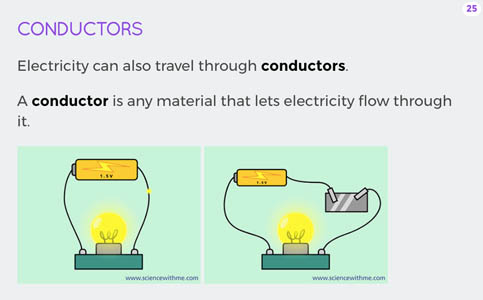 25
CONDUCTORS
Electricity can also travel through conductors.
A conductor is any material that lets electricity flow through
it.
1.5V
1.5V
www.sciencewithme.com
www.sciencewithme.com